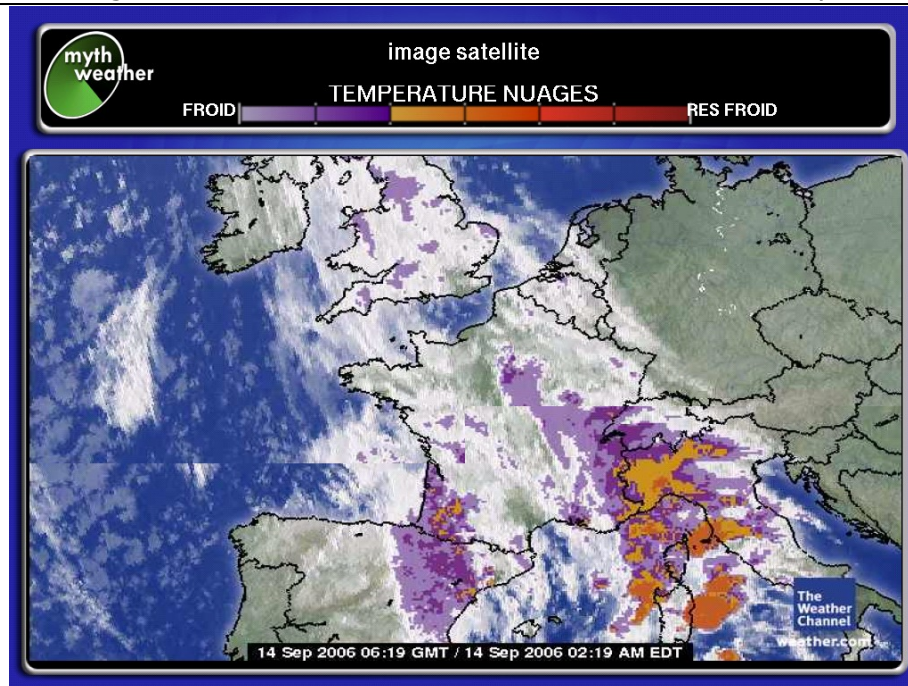 myth
weather
image satellite
TEMPERATURE NUAGES
FROID
RES FROID
The
Weather
Channel
weather.com
14 Sep 2006 06:19 GMT / 14 Sep 2006 02:19 AM EDT